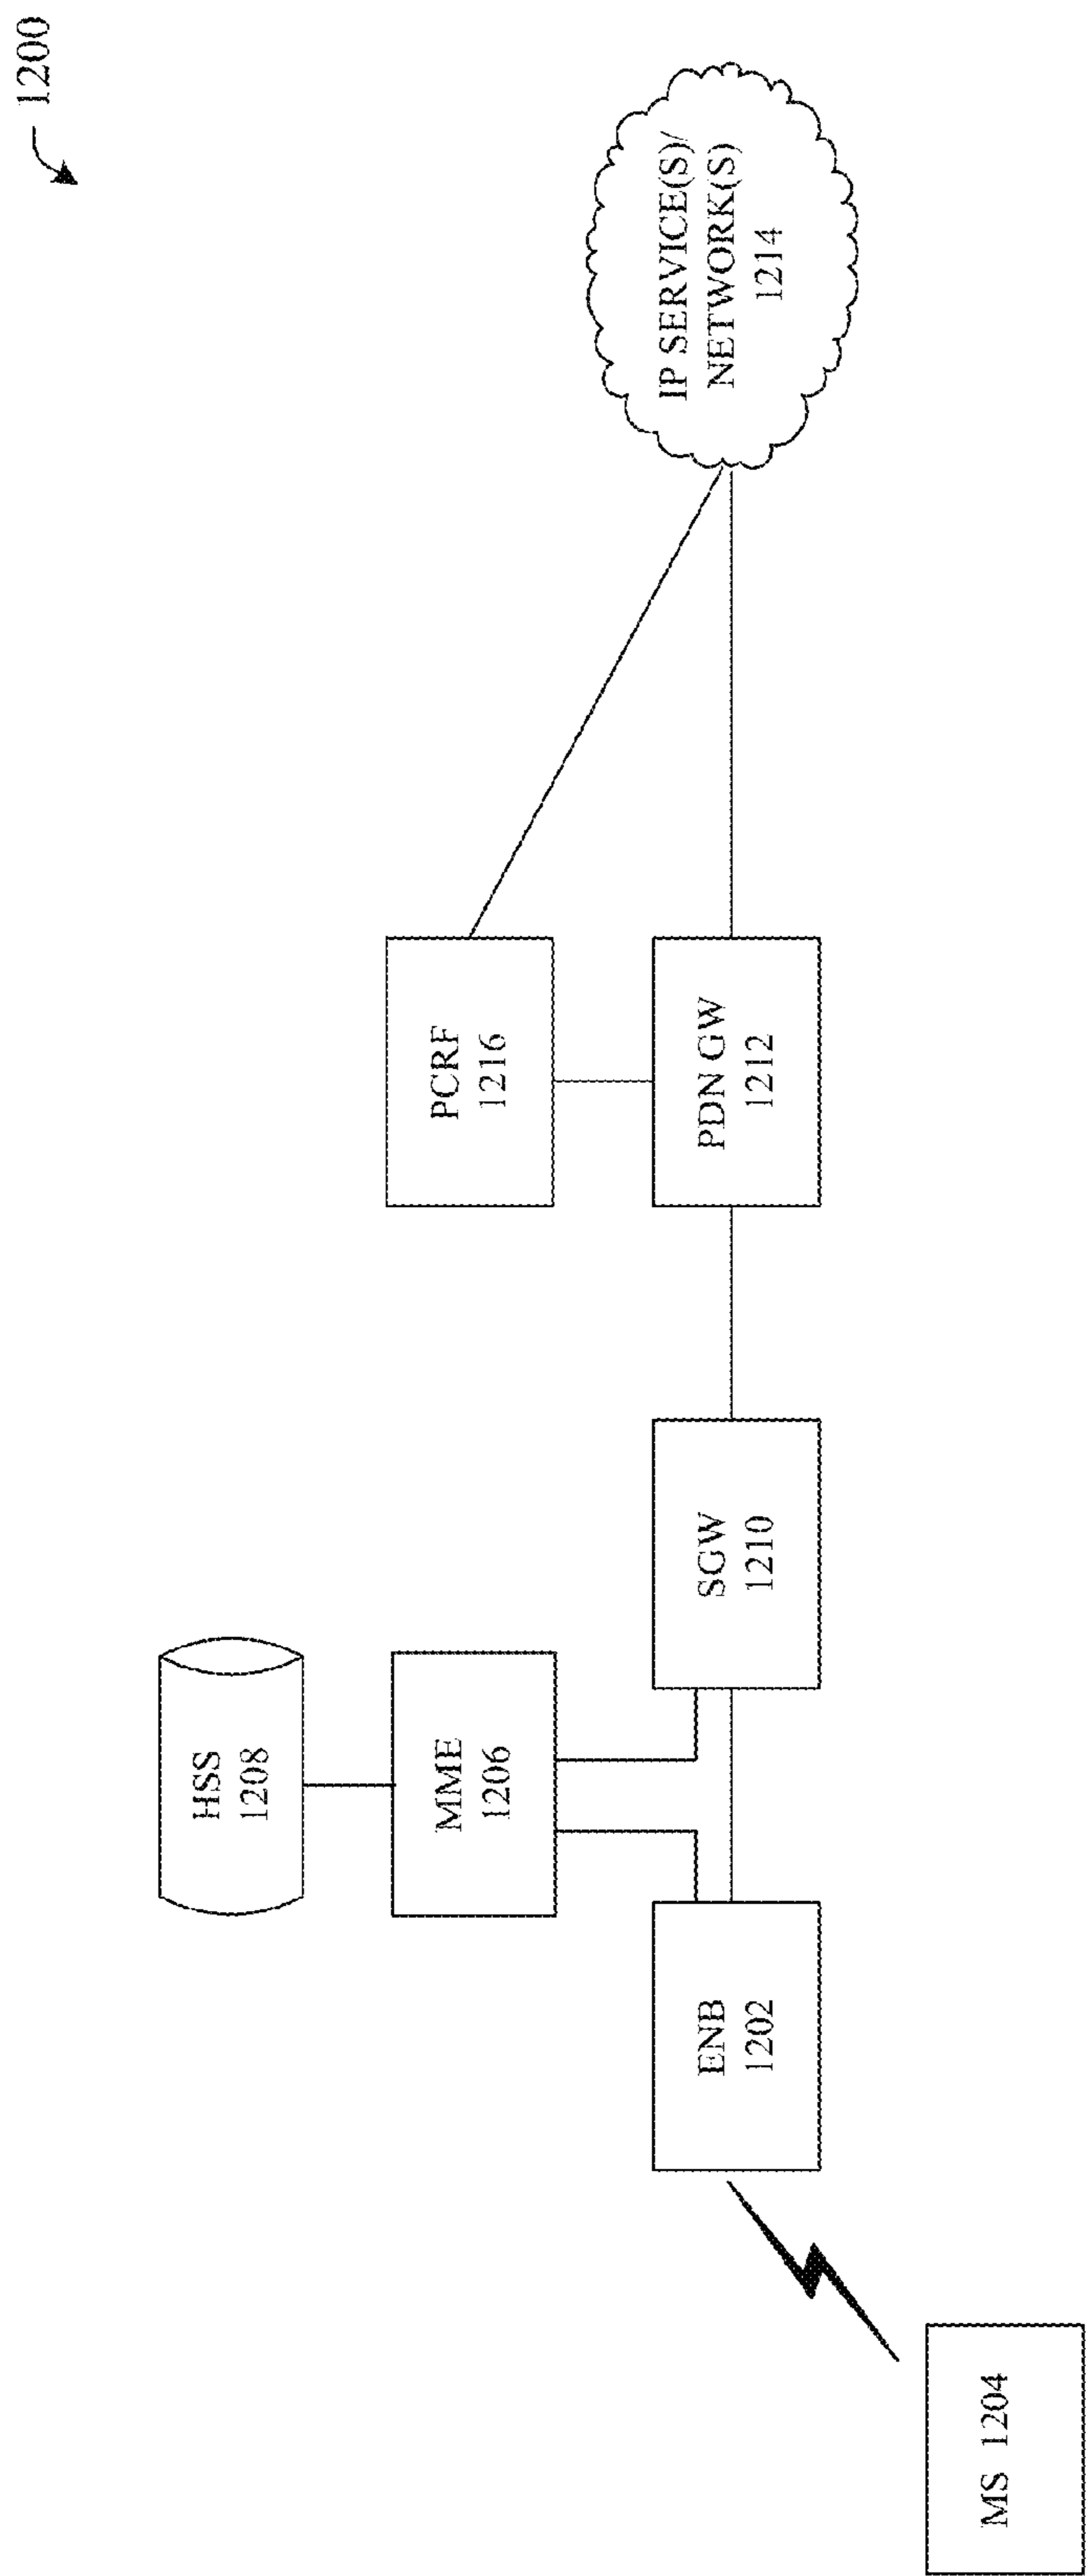 1200
HSS
1208
MME
1206
PCRF
1216
ENB
1202
SGW
1210
PDN GW
1212
IP SERVICE(S)/
NETWORK(S)
1214
MS 1204